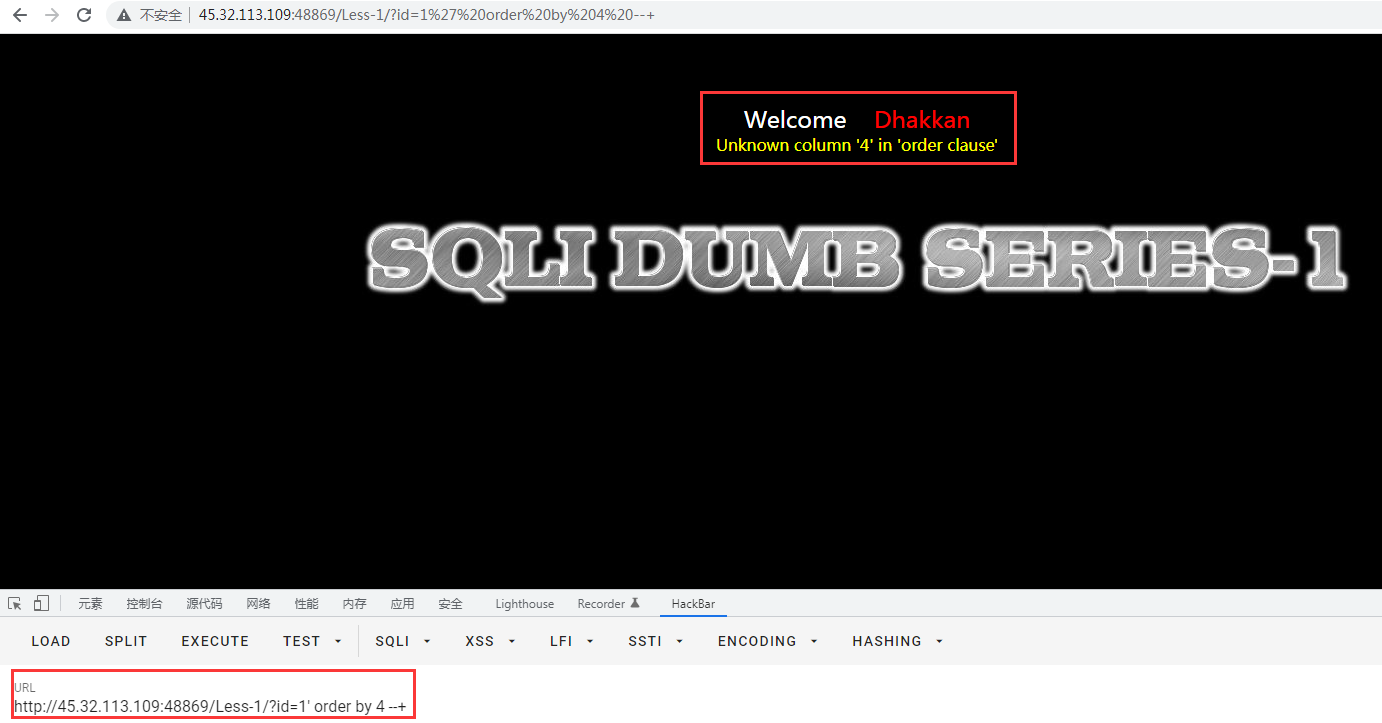 不安全 45.32.113.109:48869/Less-1/?id=1%27%20order%20by%204%20--+
Welcome Dhakkan
Unknown column '4' in 'order clause'
SQLI DUMB SERIES-1
元素 控制台 源代码 网络 性能 内存 应用 安全 Lighthouse Recorder HackBar
LOAD SPLIT EXECUTE TEST SQLI XSS LFI SSTI ENCODING HASHING
URL
http://45.32.113.109:48869/Less-1/?id=1' order by 4 --+